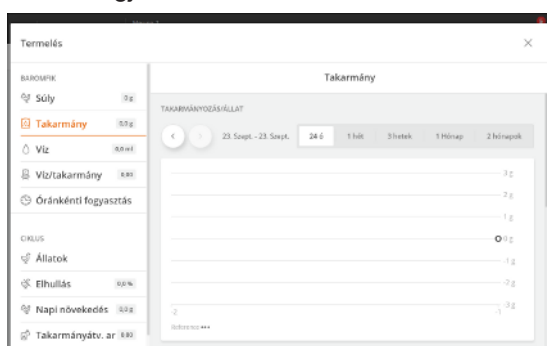 Termelés
BAROMFIK
Súly 0 g
Takarmány 0,0 g
Víz 0,0 ml
Víz/takarmány 0,00
Óránkénti fogyasztás
CIKLUS
Állatok
Elhullás 0,0 %
Napi növekedés 0,0 g
Takarmányátv. ar 0.00
Takarmány
TAKARMÁNYOZÁS/ÁLLAT
23. Szept. - 23. Szept. 24 ó 1 hét 3 hetek 1 Hónap 2 hónapok
3 g
2 g
1 g
0 g
-1 g
-2 g
-3 g
-2 -1
Reference